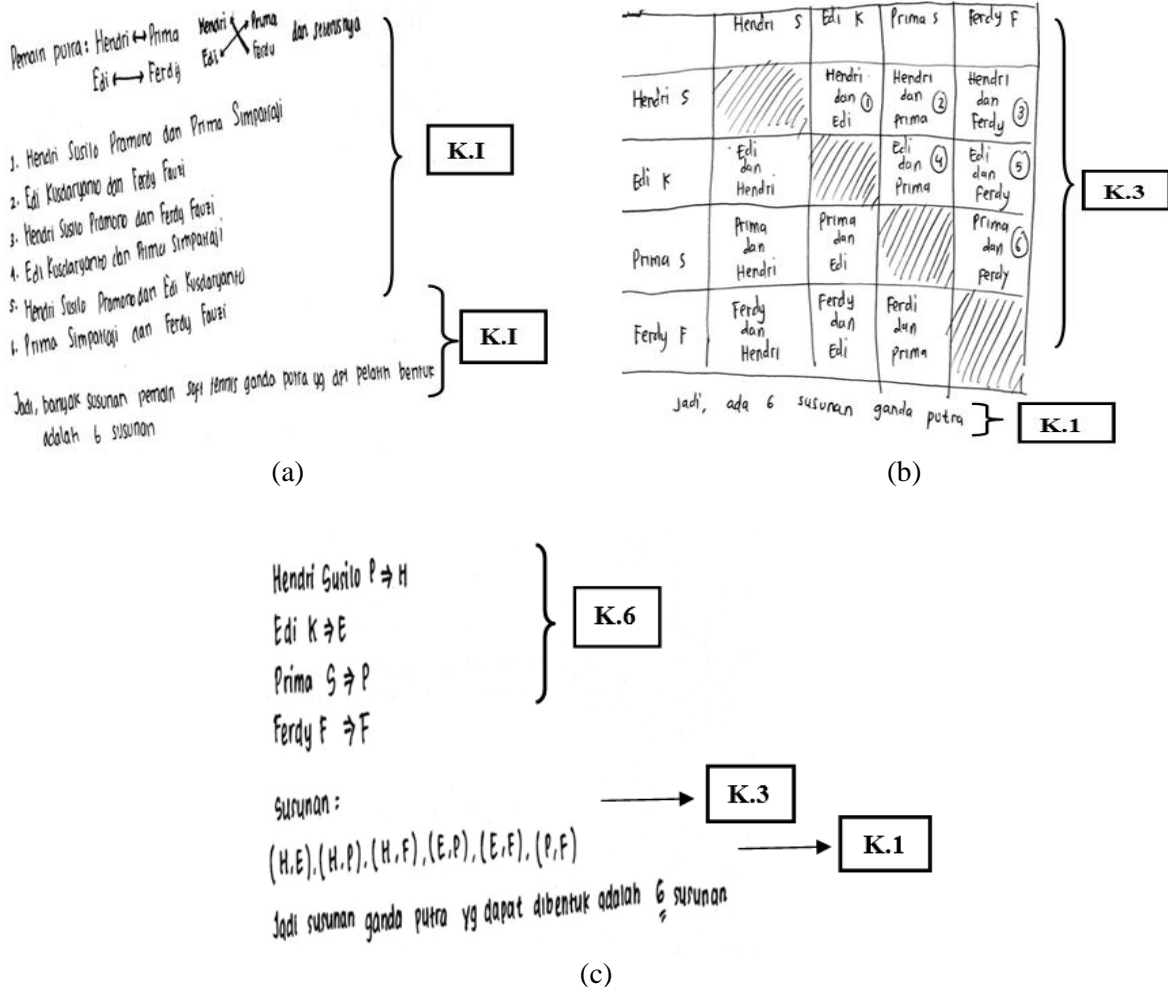 Pemain putra: Hendri ↔ Prima Hendri Prima dan seterusnya
Edi ↔ Ferdy Edi Ferdy
1. Hendri Susilo Pramono dan Prima Simpatiaji
2. Edi Kusdaryanto dan Ferdy Fauzi
3. Hendri Susilo Pramono dan Ferdy Fauzi
4. Edi Kusdaryanto dan Prima Simpatiaji
5. Hendri Susilo Pramono dan Edi Kusdaryanto
6. Prima Simpatiaji dan Ferdy Fauzi
K.I
K.I
Jadi, banyak susunan pemain soft tennis ganda putra yg dpt pelatih bentuk
adalah 6 susunan
(a)
Hendri S Edi K Prima S Ferdy F
Hendri S
Hendri dan Edi ①
Hendri dan prima ②
Hendri dan Ferdy ③
Edi K
Edi dan Hendri
Edi dan Prima ④
Edi dan Ferdy ⑤
Prima S
Prima dan Hendri
Prima dan Edi
Prima dan Ferdy ⑥
Ferdy F
Ferdy dan Hendri
Ferdy dan Edi
Ferdi dan prima
K.3
Jadi, ada 6 susunan ganda putra
K.1
(b)
Hendri Susilo P ⇒ H
Edi K ⇒ E
Prima S ⇒ P
Ferdy F ⇒ F
K.6
Susunan :
K.3
(H,E), (H,P), (H,F), (E,P), (E,F), (P,F)
K.1
Jadi susunan ganda putra yg dapat dibentuk adalah 6 susunan
(c)